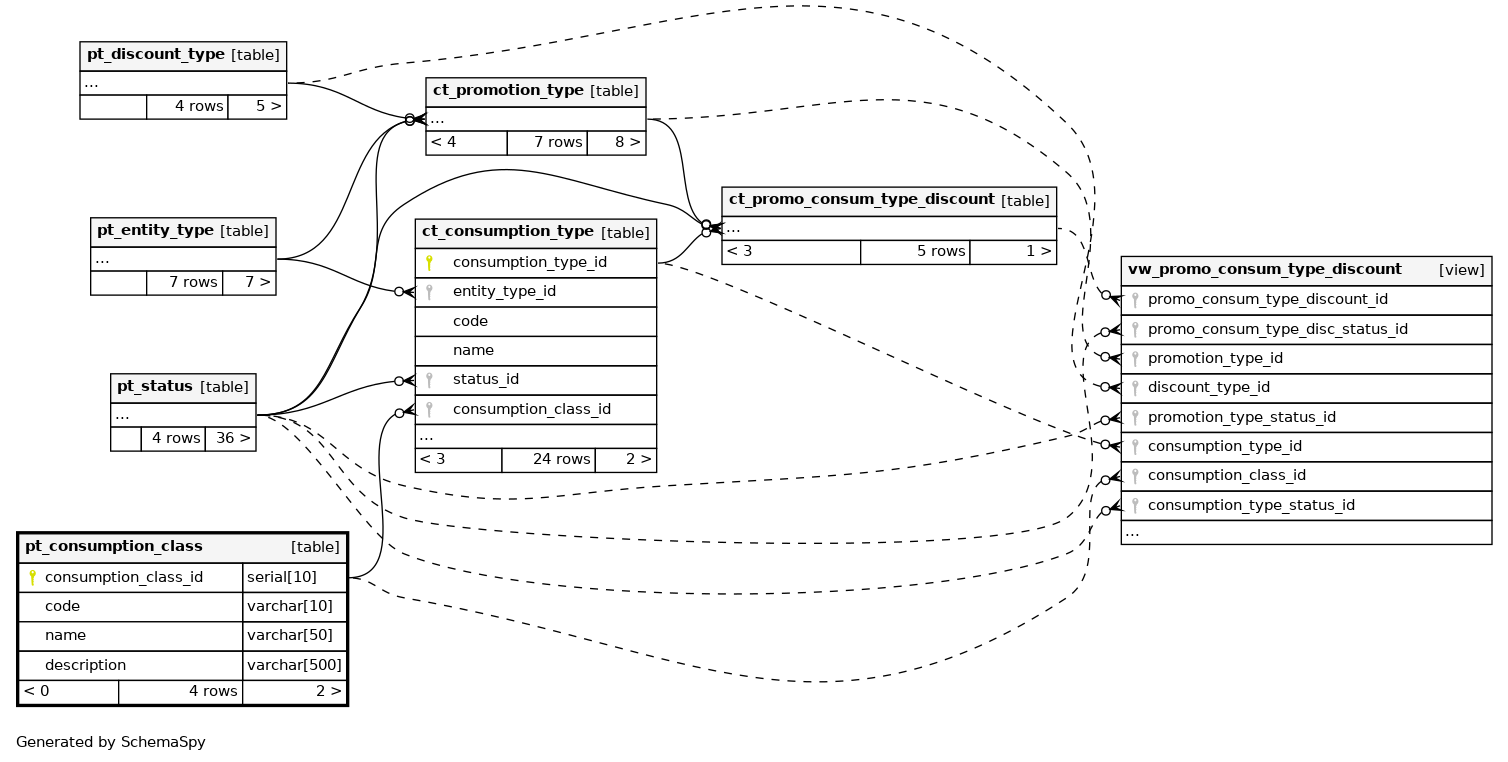 pt_discount_type [table]
...
4 rows 5 >
ct_promotion_type [table]
...
< 4 7 rows 8 >
pt_entity_type [table]
...
7 rows 7 >
ct_consumption_type [table]
consumption_type_id
entity_type_id
code
name
status_id
consumption_class_id
...
< 3 24 rows 2 >
ct_promo_consum_type_discount [table]
...
< 3 5 rows 1 >
vw_promo_consum_type_discount [view]
promo_consum_type_discount_id
promo_consum_type_disc_status_id
promotion_type_id
discount_type_id
promotion_type_status_id
consumption_type_id
consumption_class_id
consumption_type_status_id
...
pt_status [table]
...
4 rows 36 >
pt_consumption_class [table]
consumption_class_id serial[10]
code varchar[10]
name varchar[50]
description varchar[500]
< 0 4 rows 2 >
Generated by SchemaSpy